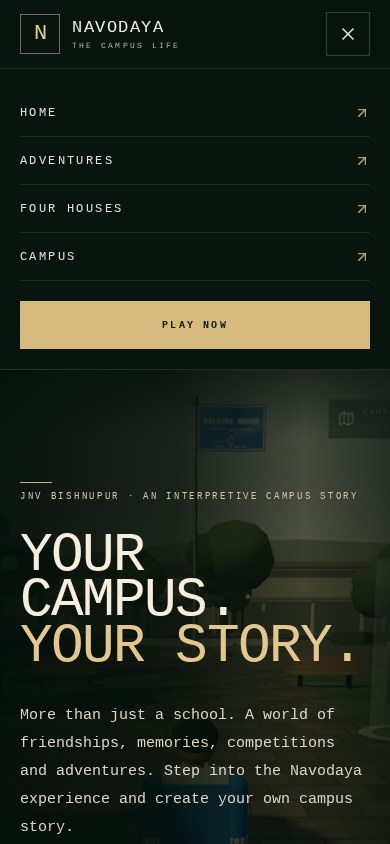 N
NAVODAYA
THE CAMPUS LIFE
HOME
ADVENTURES
FOUR HOUSES
CAMPUS
PLAY NOW
JNV BISHNUPUR · AN INTERPRETIVE CAMPUS STORY
YOUR
CAMPUS.
YOUR STORY.
More than just a school. A world of
friendships, memories, competitions
and adventures. Step into the Navodaya
experience and create your own campus
story.